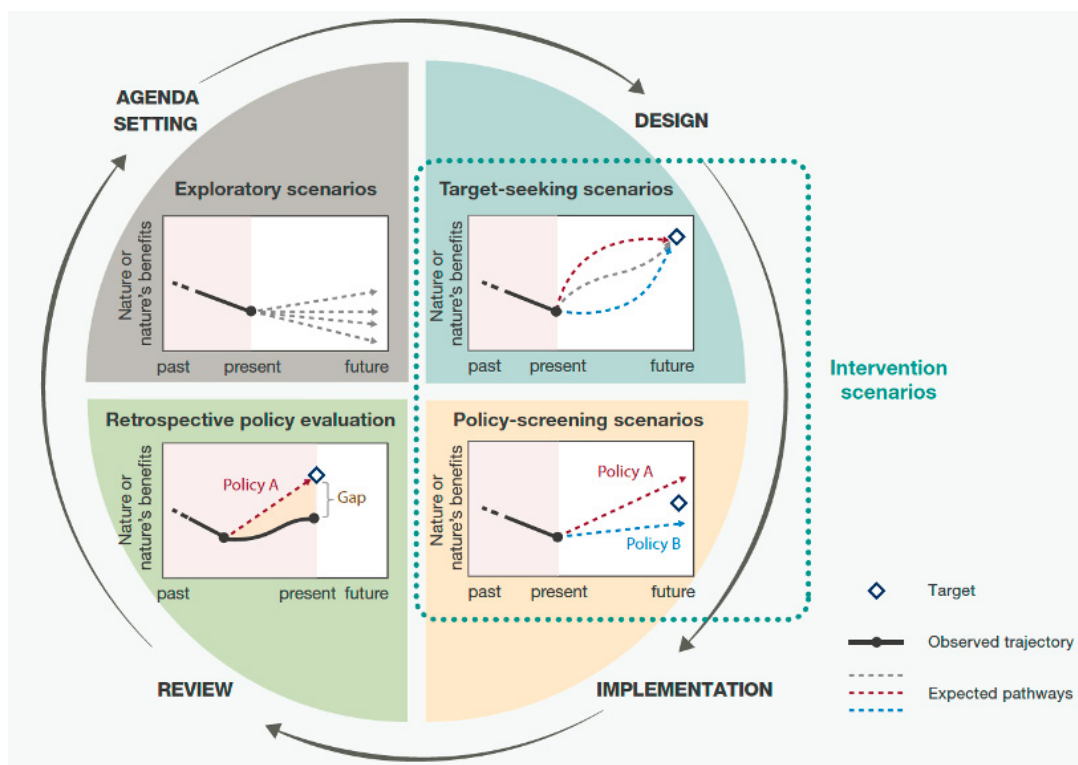 AGENDA
SETTING
DESIGN
Exploratory scenarios
Nature or
nature's benefits
past present future
Target-seeking scenarios
Nature or
nature's benefits
past present future
Intervention
scenarios
Retrospective policy evaluation
Nature or
nature's benefits
Policy A
Gap
past present future
Policy-screening scenarios
Nature or
nature's benefits
Policy A
Policy B
past present future
REVIEW
IMPLEMENTATION
Target
Observed trajectory
Expected pathways